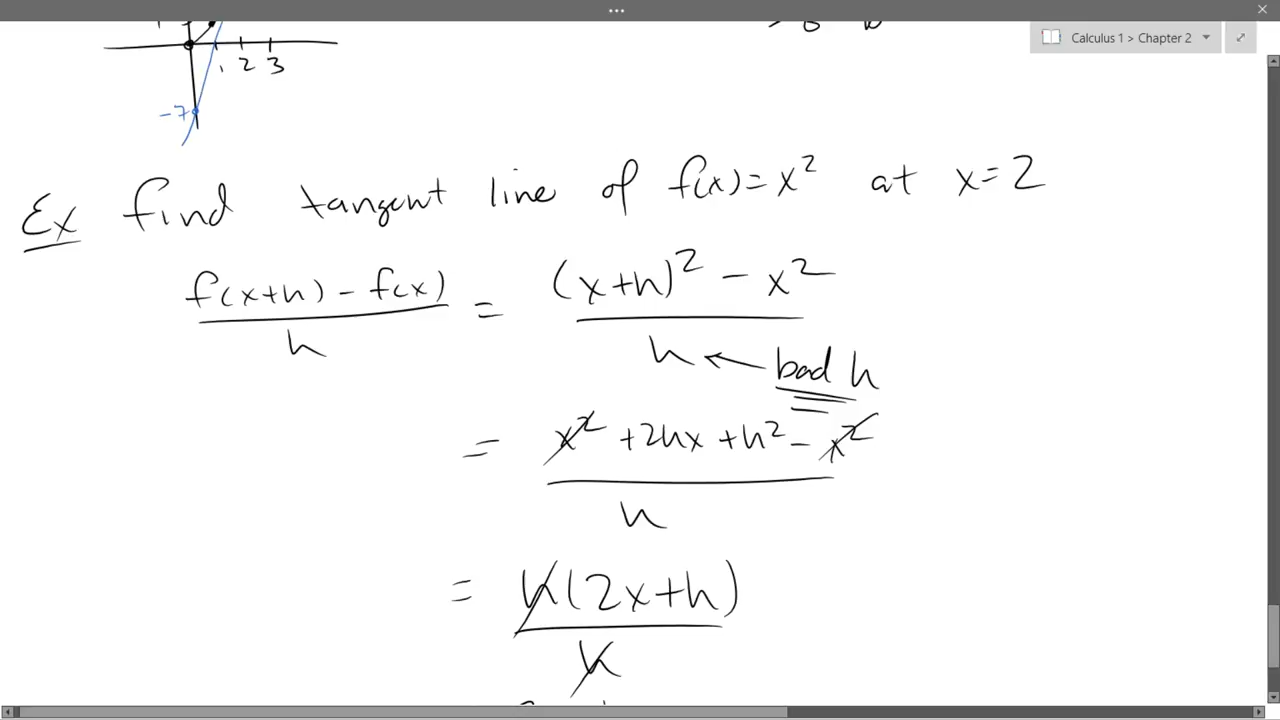 Calculus 1 > Chapter 2
1 2 3
-7
Ex find tangent line of f(x)=x² at x=2
f(x+h) - f(x) / h = (x+h)² - x² / h ← bad h
= x² + 2hx + h² - x² / h
= h(2x+h) / h